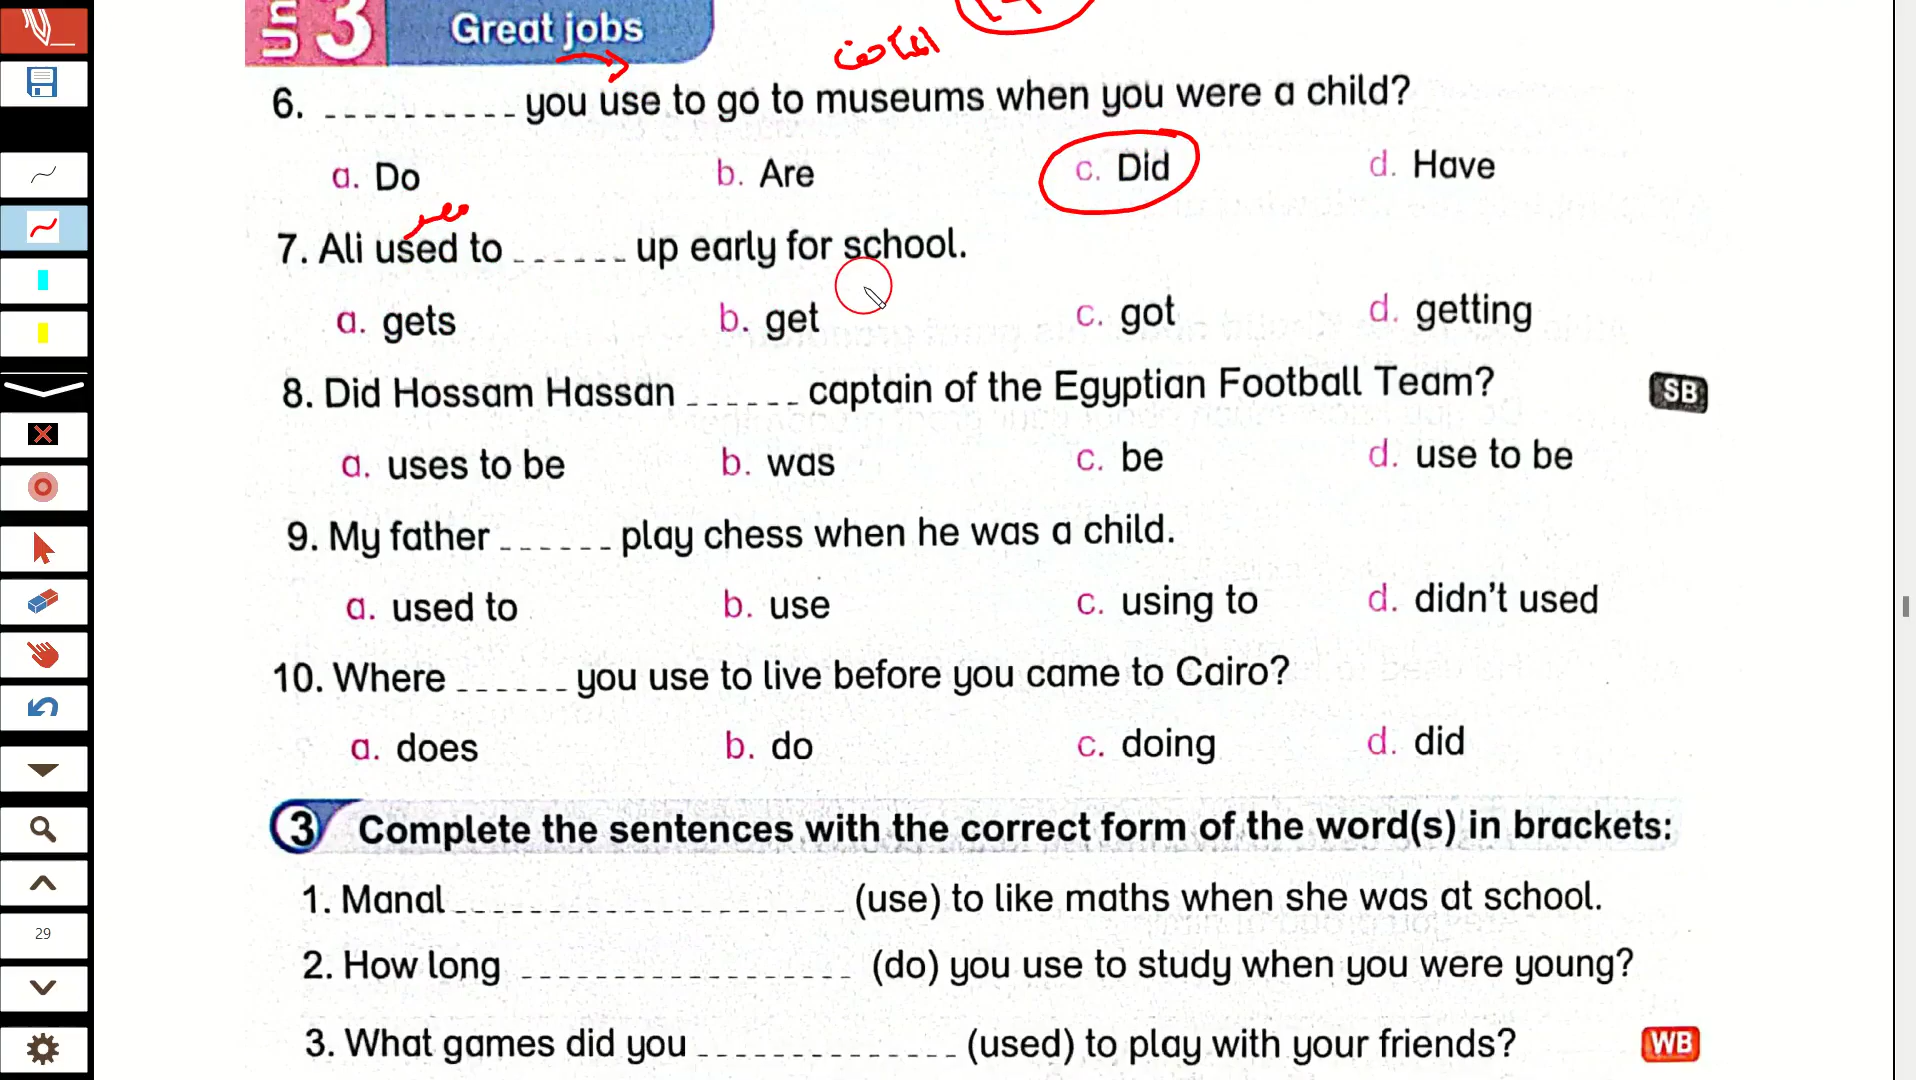 Un 3 Great jobs
الماضى
6. __________ you use to go to museums when you were a child?
a. Do b. Are c. Did d. Have
7. Ali used to ______ up early for school.
a. gets b. get c. got d. getting
8. Did Hossam Hassan ______ captain of the Egyptian Football Team? SB
a. uses to be b. was c. be d. use to be
9. My father ______ play chess when he was a child.
a. used to b. use c. using to d. didn't used
10. Where ______ you use to live before you came to Cairo?
a. does b. do c. doing d. did
3 Complete the sentences with the correct form of the word(s) in brackets:
1. Manal ____________________ (use) to like maths when she was at school.
2. How long _________________ (do) you use to study when you were young?
3. What games did you ______________ (used) to play with your friends? WB
29